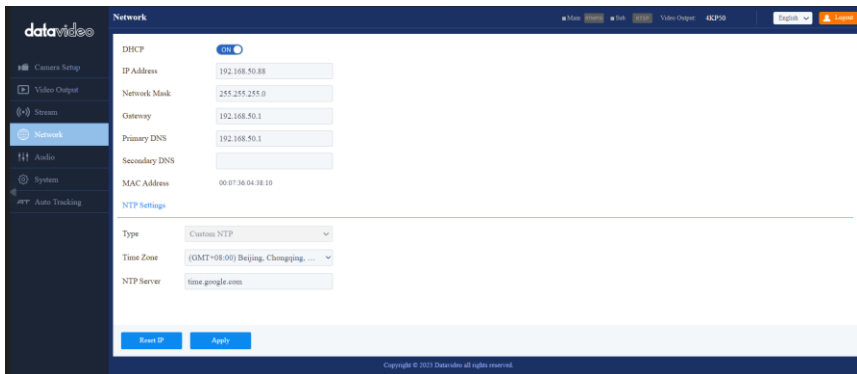 datavideo
Network
Main
Sub
RTSP
Video Output: 4KP50
English
Logout
Camera Setup
Video Output
Stream
Network
Audio
System
Auto Tracking
DHCP
ON
IP Address
192.168.50.88
Network Mask
255.255.255.0
Gateway
192.168.50.1
Primary DNS
192.168.50.1
Secondary DNS
MAC Address
00:07:36:04:38:10
NTP Settings
Type
Custom NTP
Time Zone
(GMT+08:00) Beijing, Chongqing, ...
NTP Server
time.google.com
Reset IP
Apply
Copyright © 2023 Datavideo all rights reserved.